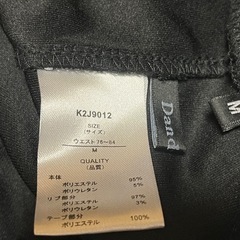 K2J9012
SIZE
(サイズ)
ウエスト76~84
M
QUALITY
(品質)
本体
ポリエステル 95%
ポリウレタン 5%
リブ部分
ポリエステル 97%
ポリウレタン 3%
テープ部分
ポリエステル 100%
Dand
M